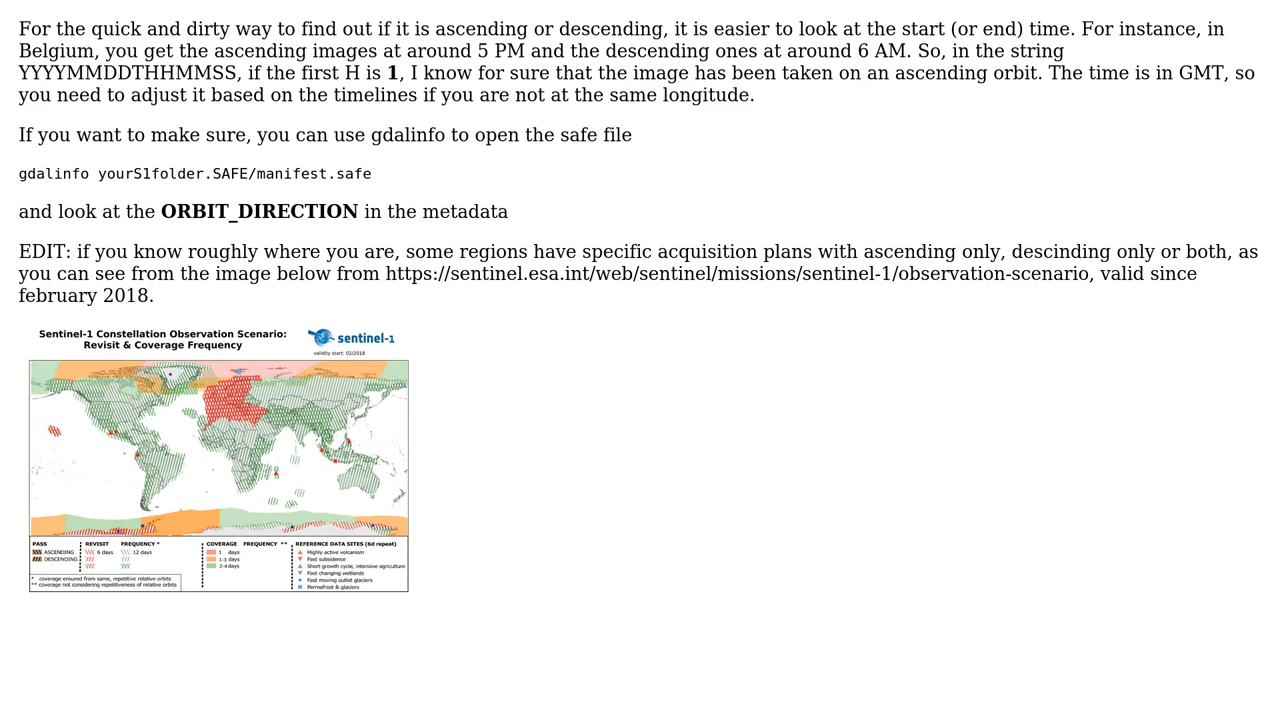 For the quick and dirty way to find out if it is ascending or descending, it is easier to look at the start (or end) time. For instance, in
Belgium, you get the ascending images at around 5 PM and the descending ones at around 6 AM. So, in the string
YYYYMMDDTHHMMSS, if the first H is 1, I know for sure that the image has been taken on an ascending orbit. The time is in GMT, so
you need to adjust it based on the timelines if you are not at the same longitude.
If you want to make sure, you can use gdalinfo to open the safe file
gdalinfo yourS1folder.SAFE/manifest.safe
and look at the ORBIT_DIRECTION in the metadata
EDIT: if you know roughly where you are, some regions have specific acquisition plans with ascending only, descinding only or both, as
you can see from the image below from https://sentinel.esa.int/web/sentinel/missions/sentinel-1/observation-scenario, valid since
february 2018.
Sentinel-1 Constellation Observation Scenario:
Revisit & Coverage Frequency
sentinel-1
validity start: 02/2018
PASS
ASCENDING
DESCENDING
REVISIT FREQUENCY *
6 days 12 days
* coverage ensured from same, repetitive relative orbits
** coverage not considering repetitiveness of relative orbits
COVERAGE FREQUENCY **
1 days
1-3 days
2-4 days
REFERENCE DATA SITES (6d repeat)
Highly active volcanism
Fast subsidence
Short growth cycle, intensive agriculture
Fast changing wetlands
Fast moving outlet glaciers
Permafrost & glaciers